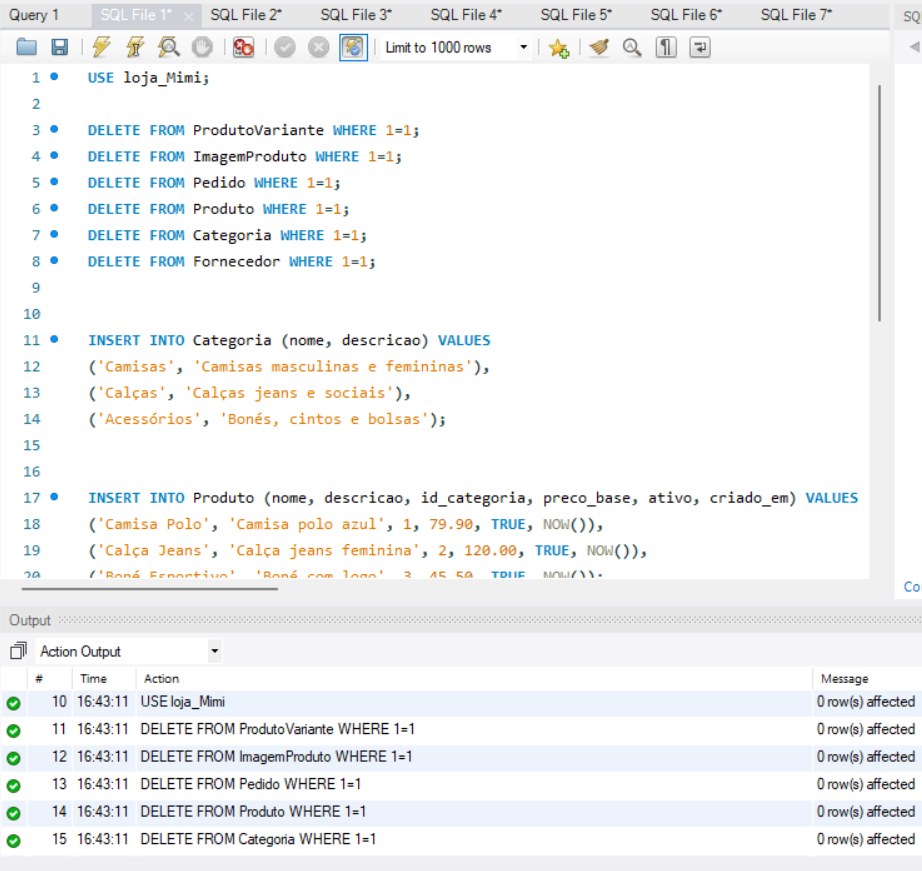 Query 1 SQL File 1* × SQL File 2* SQL File 3* SQL File 4* SQL File 5* SQL File 6* SQL File 7* SQ
Limit to 1000 rows
1 USE loja_Mimi;
2
3 DELETE FROM ProdutoVariante WHERE 1=1;
4 DELETE FROM ImagemProduto WHERE 1=1;
5 DELETE FROM Pedido WHERE 1=1;
6 DELETE FROM Produto WHERE 1=1;
7 DELETE FROM Categoria WHERE 1=1;
8 DELETE FROM Fornecedor WHERE 1=1;
9
10
11 INSERT INTO Categoria (nome, descricao) VALUES
12 ('Camisas', 'Camisas masculinas e femininas'),
13 ('Calças', 'Calças jeans e sociais'),
14 ('Acessórios', 'Bonés, cintos e bolsas');
15
16
17 INSERT INTO Produto (nome, descricao, id_categoria, preco_base, ativo, criado_em) VALUES
18 ('Camisa Polo', 'Camisa polo azul', 1, 79.90, TRUE, NOW()),
19 ('Calça Jeans', 'Calça jeans feminina', 2, 120.00, TRUE, NOW()),
20 ('Boné Esportivo', 'Boné com logo', 3, 45.50, TRUE, NOW());
Co
Output
Action Output
# Time Action Message
10 16:43:11 USE loja_Mimi 0 row(s) affected
11 16:43:11 DELETE FROM ProdutoVariante WHERE 1=1 0 row(s) affected
12 16:43:11 DELETE FROM ImagemProduto WHERE 1=1 0 row(s) affected
13 16:43:11 DELETE FROM Pedido WHERE 1=1 0 row(s) affected
14 16:43:11 DELETE FROM Produto WHERE 1=1 0 row(s) affected
15 16:43:11 DELETE FROM Categoria WHERE 1=1 0 row(s) affected